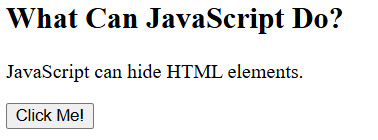 What Can JavaScript Do?
JavaScript can hide HTML elements.
Click Me!